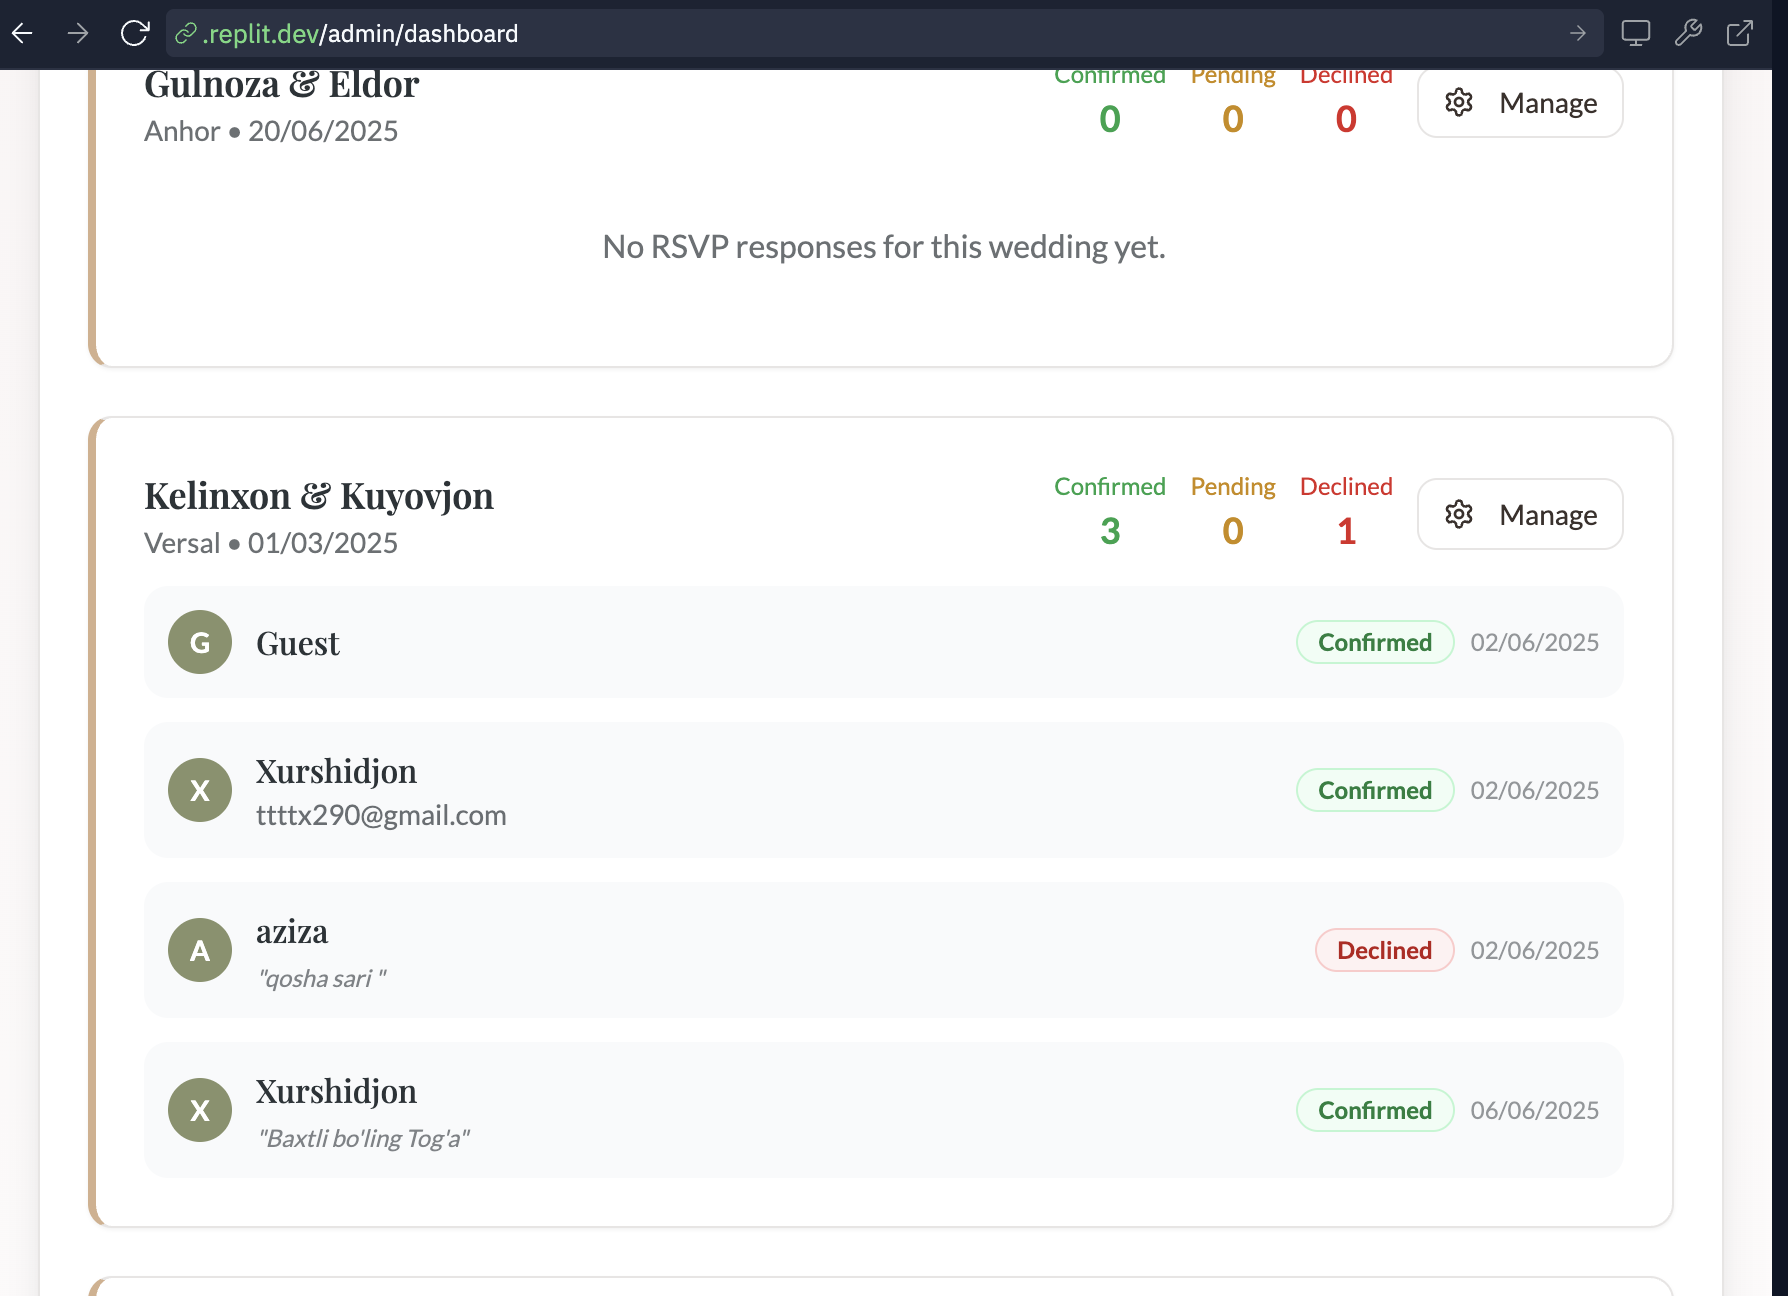 .replit.dev/admin/dashboard
Gulnoza & Eldor
Anhor • 20/06/2025
Confirmed Pending Declined
0 0 0
Manage
No RSVP responses for this wedding yet.
Kelinxon & Kuyovjon
Versal • 01/03/2025
Confirmed Pending Declined
3 0 1
Manage
G Guest Confirmed 02/06/2025
X Xurshidjon
ttttx290@gmail.com
Confirmed 02/06/2025
A aziza
"qosha sari "
Declined 02/06/2025
X Xurshidjon
"Baxtli bo'ling Tog'a"
Confirmed 06/06/2025